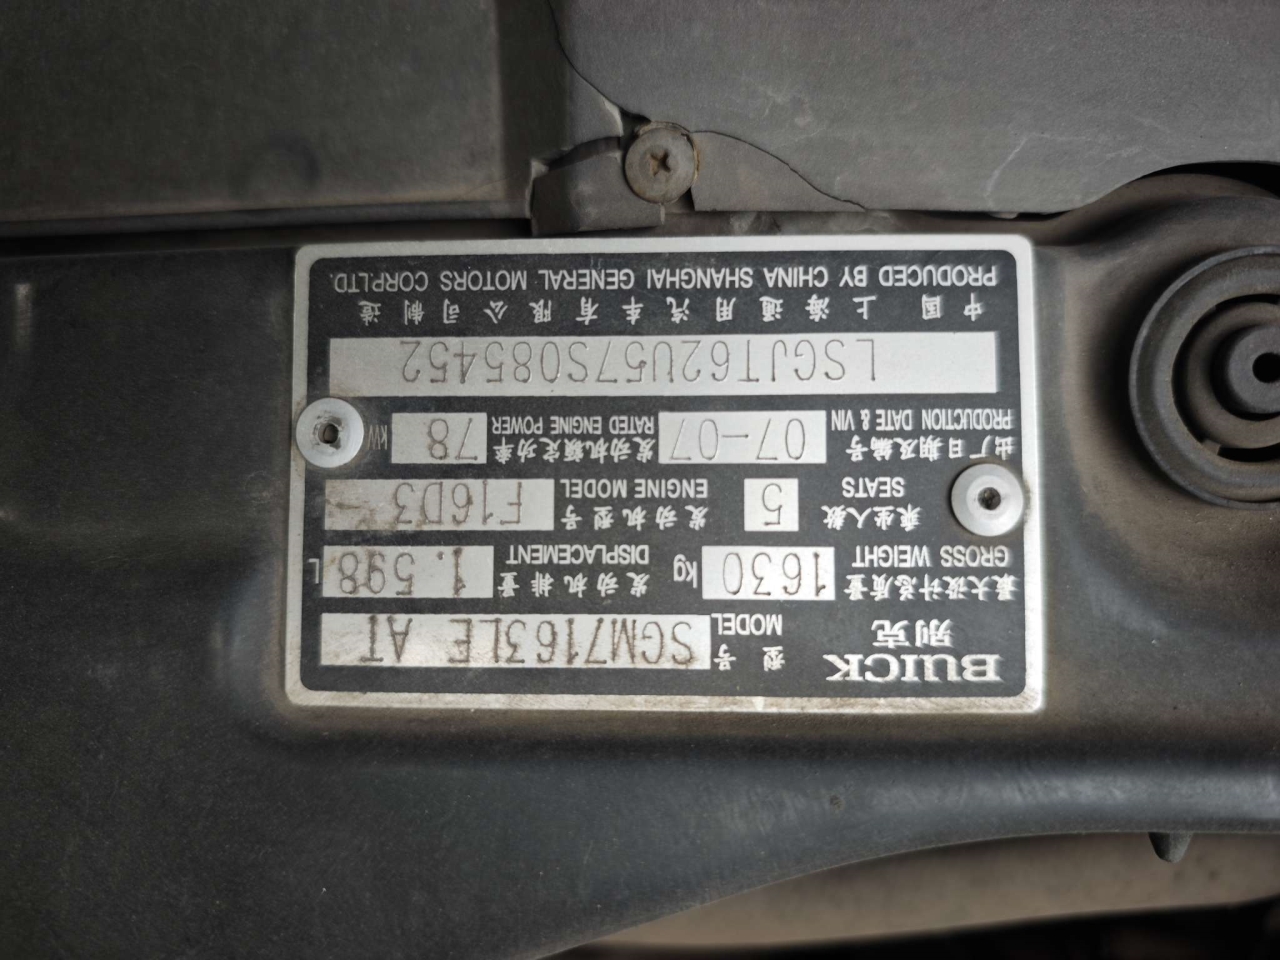 BUICK 型号 SGM7163LE AT
别克 MODEL
最大设计总质量 1630 kg 发动机排量 1.598 L
GROSS WEIGHT DISPLACEMENT
乘坐人数 5 发动机型号 F16D3-
SEATS ENGINE MODEL
出厂日期及编号 07-07 发动机额定功率 78 kW
PRODUCTION DATE & VIN RATED ENGINE POWER
LSGJT62U57S085452
中国上海通用汽车有限公司制造
PRODUCED BY CHINA SHANGHAI GENERAL MOTORS CORP.LTD.